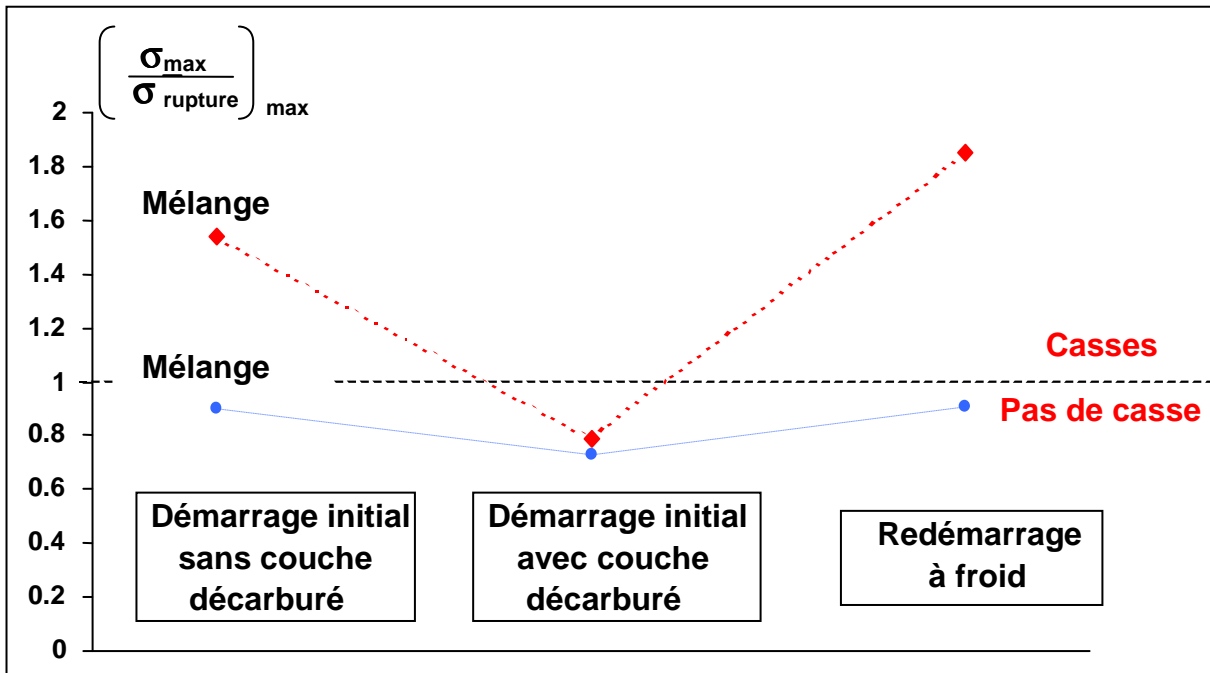 σ max
σ rupture
max
2
1.8
1.6
1.4
1.2
1
0.8
0.6
0.4
0.2
0
Mélange
Mélange
Casses
Pas de casse
Démarrage initial
sans couche
décarburé
Démarrage initial
avec couche
décarburé
Redémarrage
à froid